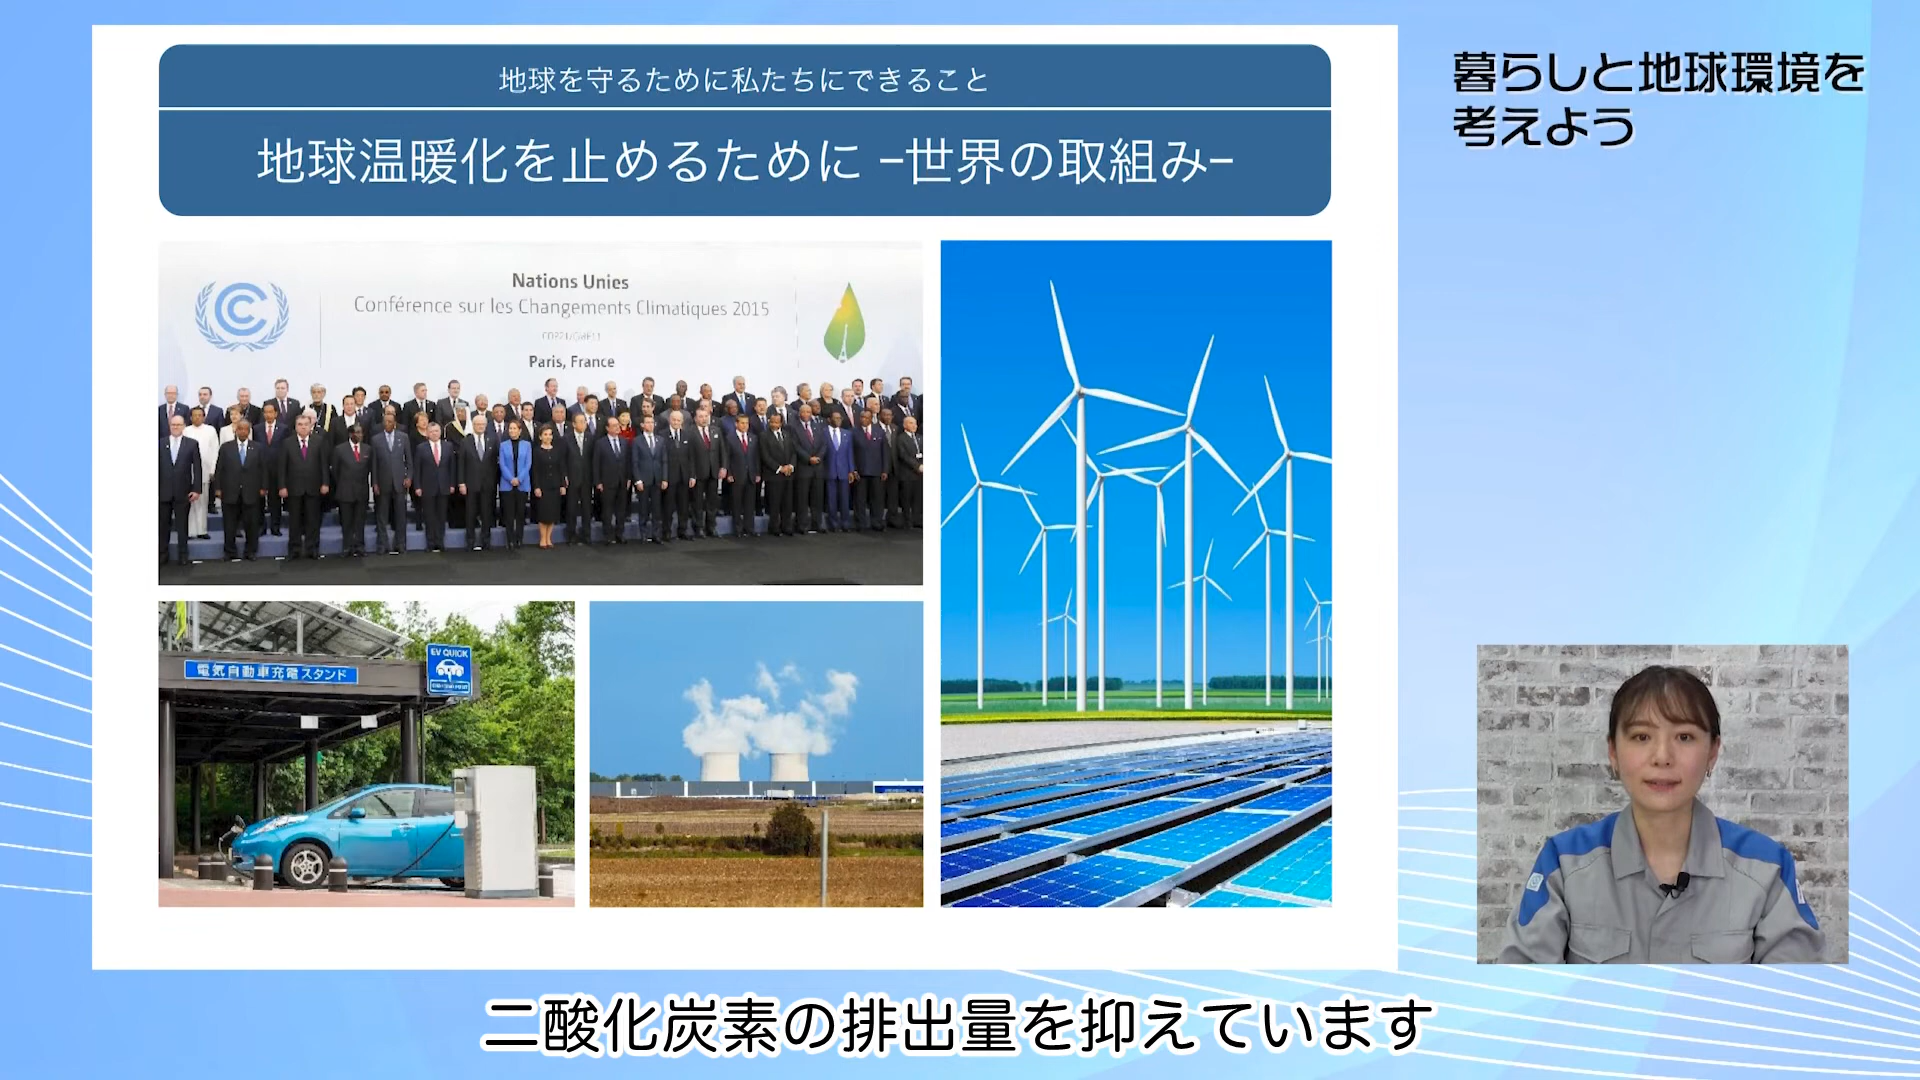 地球を守るために私たちにできること
地球温暖化を止めるために −世界の取組み−
暮らしと地球環境を
考えよう
Nations Unies
Conférence sur les Changements Climatiques 2015
COP21/CMP11
Paris, France
電気自動車充電スタンド
EV QUICK
二酸化炭素の排出量を抑えています